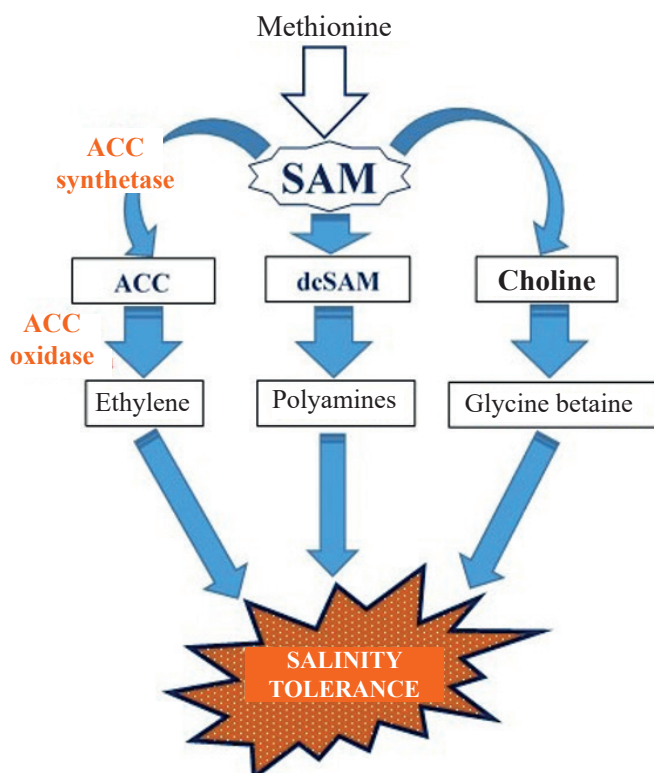 Methionine
ACC
synthetase
SAM
ACC
dcSAM
Choline
ACC
oxidase
Ethylene
Polyamines
Glycine betaine
SALINITY
TOLERANCE